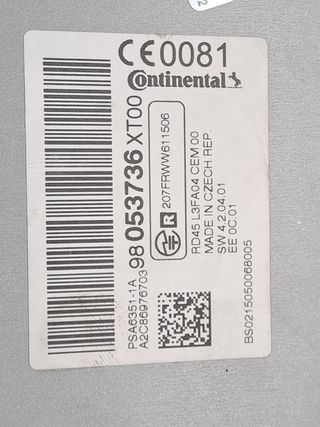 CE0081
Continental
98 053736 XT00
PSA6351-1A
A2C86976703
R 207FRWW611506
RD45 L3FA04 CEM 00
MADE IN CZECH REP.
SW 4.2.04.01
EE 0C.01
BS0215050068005